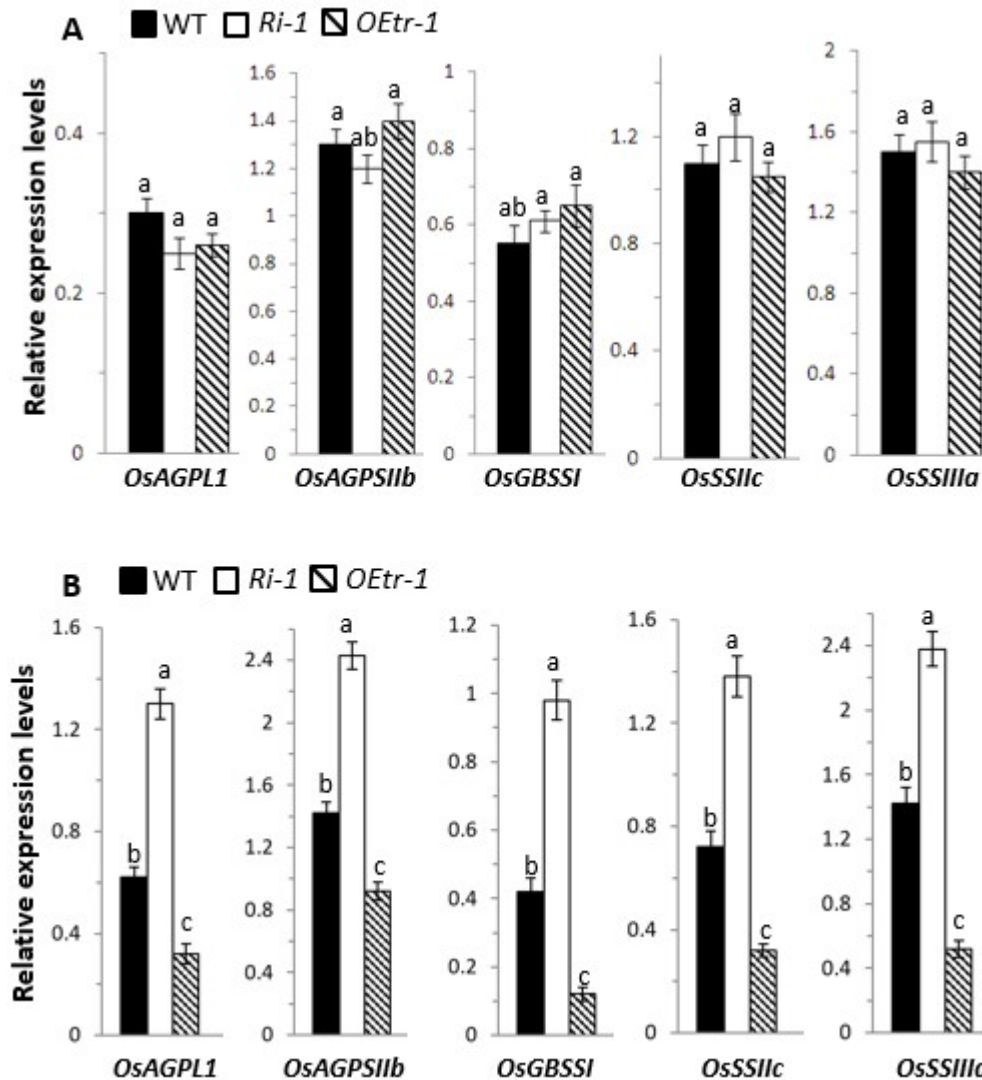 A
WT Ri-1 OEtr-1
Relative expression levels
0.4
0.2
0
a
a
a
OsAGPL1
1.6
1.4
1.2
1
0.8
0.6
0.4
0.2
0
a
ab
a
OsAGPSIIb
1
0.8
0.6
0.4
0.2
0
ab
a
a
OsGBSSI
1.2
0.8
0.4
0
a
a
a
OsSSIIc
2
1.6
1.2
0.8
0.4
0
a
a
a
OsSSIIIa
B
WT Ri-1 OEtr-1
Relative expression levels
1.6
1.2
0.8
0.4
0
b
a
c
OsAGPL1
2.4
2
1.6
1.2
0.8
0.4
0
b
a
c
OsAGPSIIb
1.2
1
0.8
0.6
0.4
0.2
0
b
a
c
OsGBSSI
1.6
1.2
0.8
0.4
0
b
a
c
OsSSIIc
2.4
2
1.6
1.2
0.8
0.4
0
b
a
c